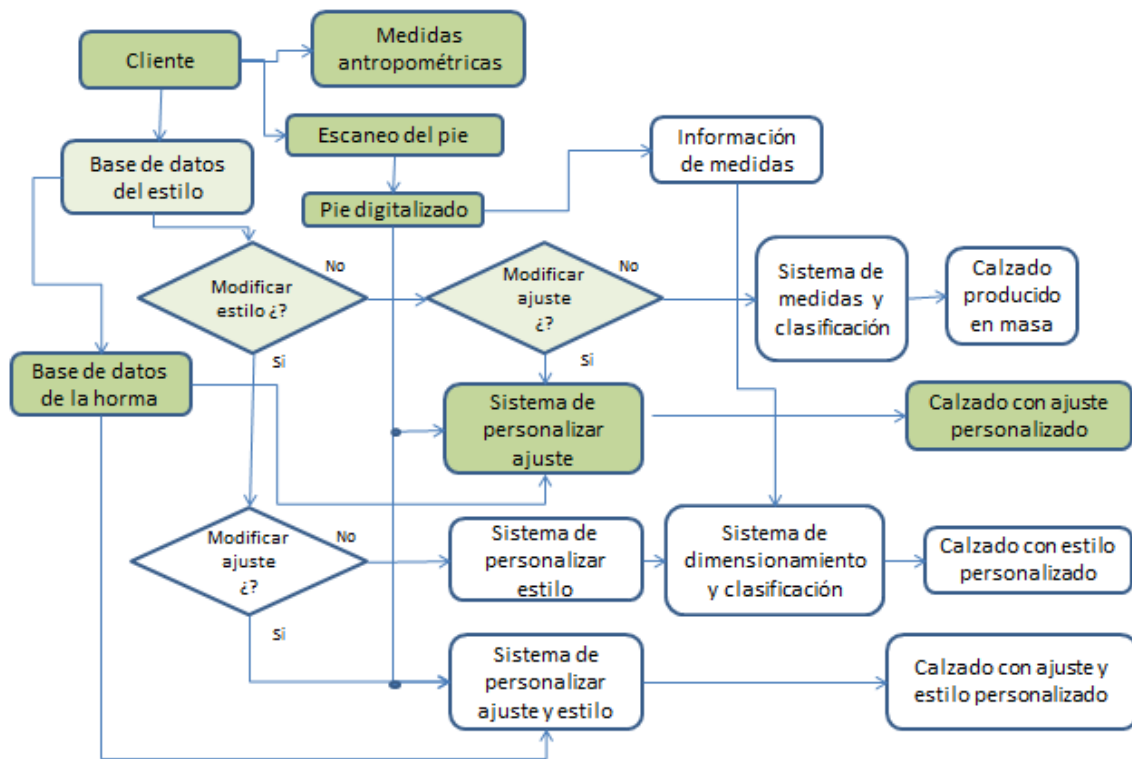 Cliente
Medidas
antropométricas
Escaneo del pie
Información
de medidas
Base de datos
del estilo
Pie digitalizado
Modificar
estilo ¿?
No
Modificar
ajuste
¿?
No
Sistema de
medidas y
clasificación
Calzado
producido
en masa
Si
Si
Base de datos
de la horma
Sistema de
personalizar
ajuste
Calzado con ajuste
personalizado
Modificar
ajuste
¿?
No
Sistema de
personalizar
estilo
Sistema de
dimensionamiento
y clasificación
Calzado con estilo
personalizado
Si
Sistema de
personalizar
ajuste y estilo
Calzado con ajuste y
estilo personalizado